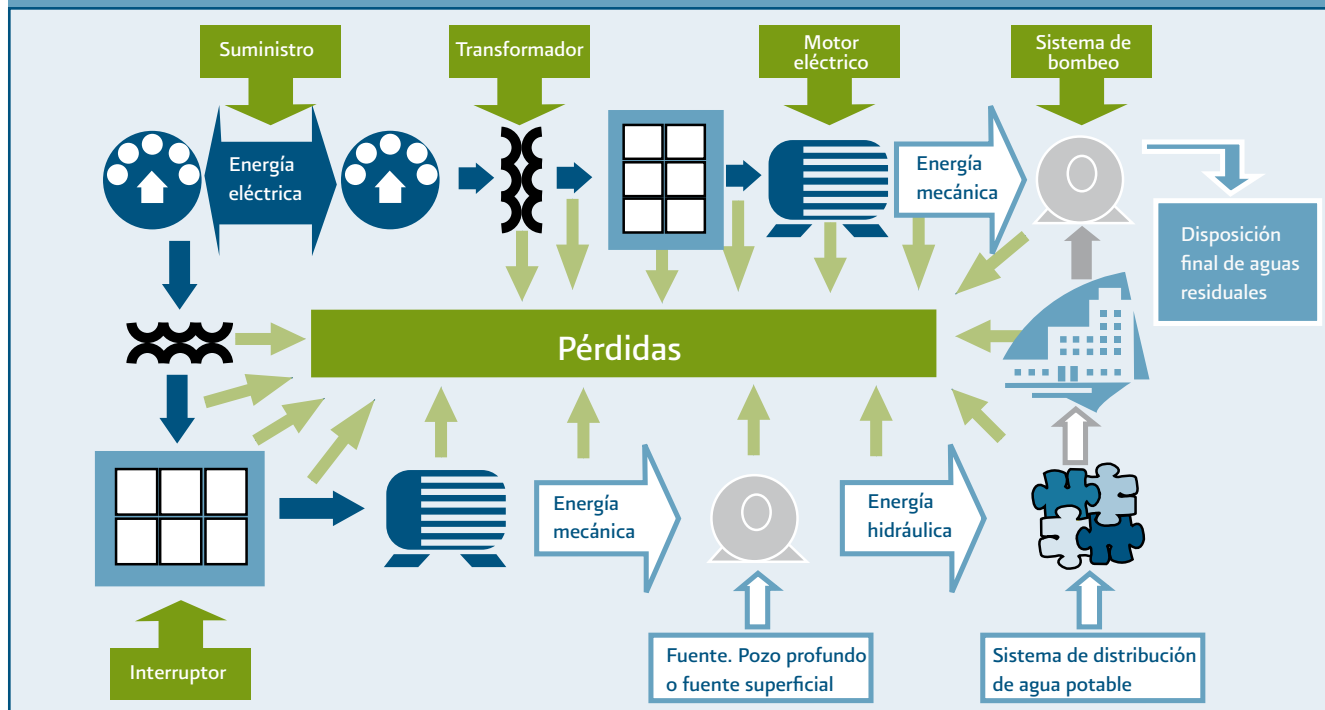 Suministro
Transformador
Motor
eléctrico
Sistema de
bombeo
Energía
eléctrica
Energía
mecánica
Disposición
final de aguas
residuales
Pérdidas
Energía
mecánica
Energía
hidráulica
Interruptor
Fuente. Pozo profundo
o fuente superficial
Sistema de distribución
de agua potable